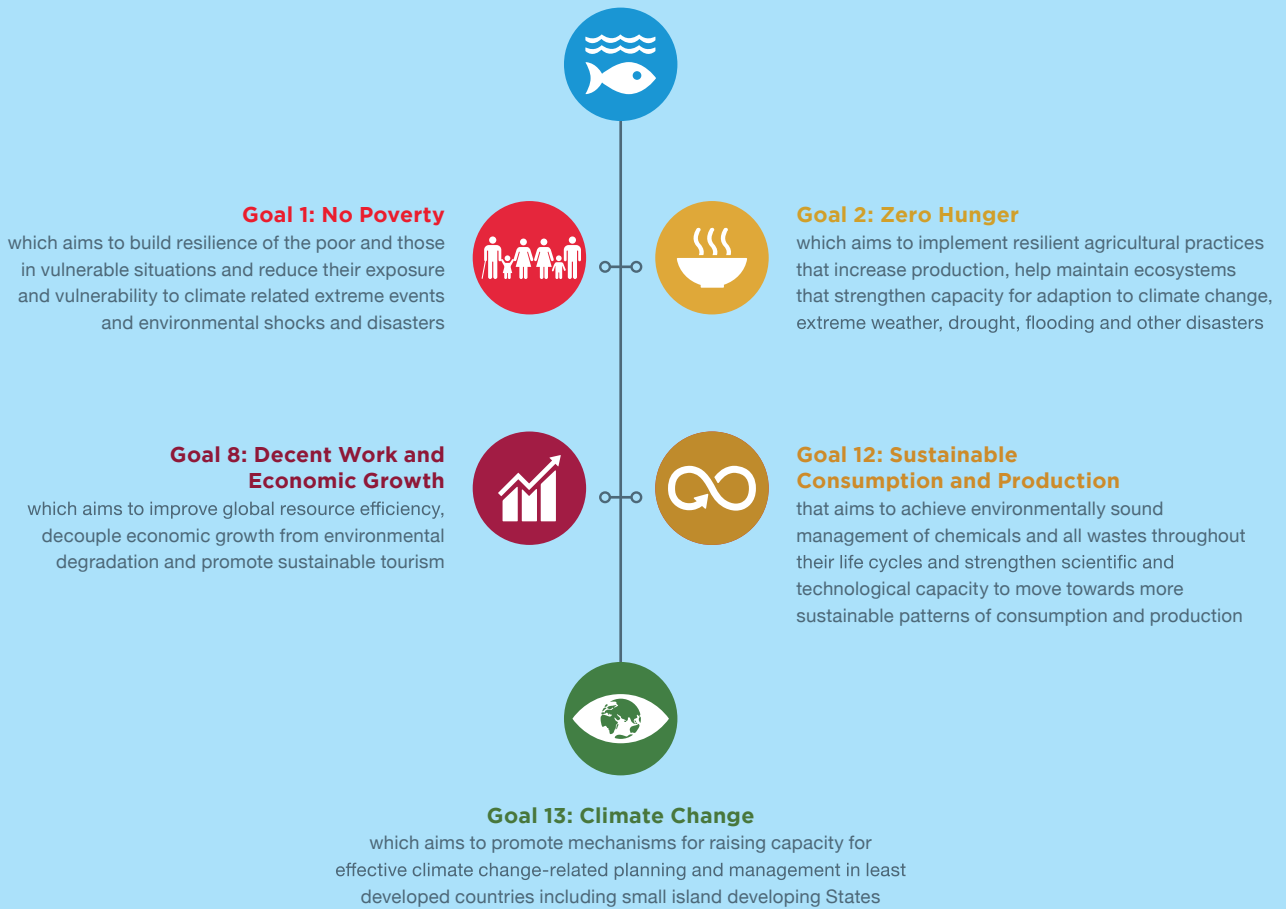 Goal 1: No Poverty
which aims to build resilience of the poor and those
in vulnerable situations and reduce their exposure
and vulnerability to climate related extreme events
and environmental shocks and disasters
Goal 2: Zero Hunger
which aims to implement resilient agricultural practices
that increase production, help maintain ecosystems
that strengthen capacity for adaption to climate change,
extreme weather, drought, flooding and other disasters
Goal 8: Decent Work and
Economic Growth
which aims to improve global resource efficiency,
decouple economic growth from environmental
degradation and promote sustainable tourism
Goal 12: Sustainable
Consumption and Production
that aims to achieve environmentally sound
management of chemicals and all wastes throughout
their life cycles and strengthen scientific and
technological capacity to move towards more
sustainable patterns of consumption and production
Goal 13: Climate Change
which aims to promote mechanisms for raising capacity for
effective climate change-related planning and management in least
developed countries including small island developing States